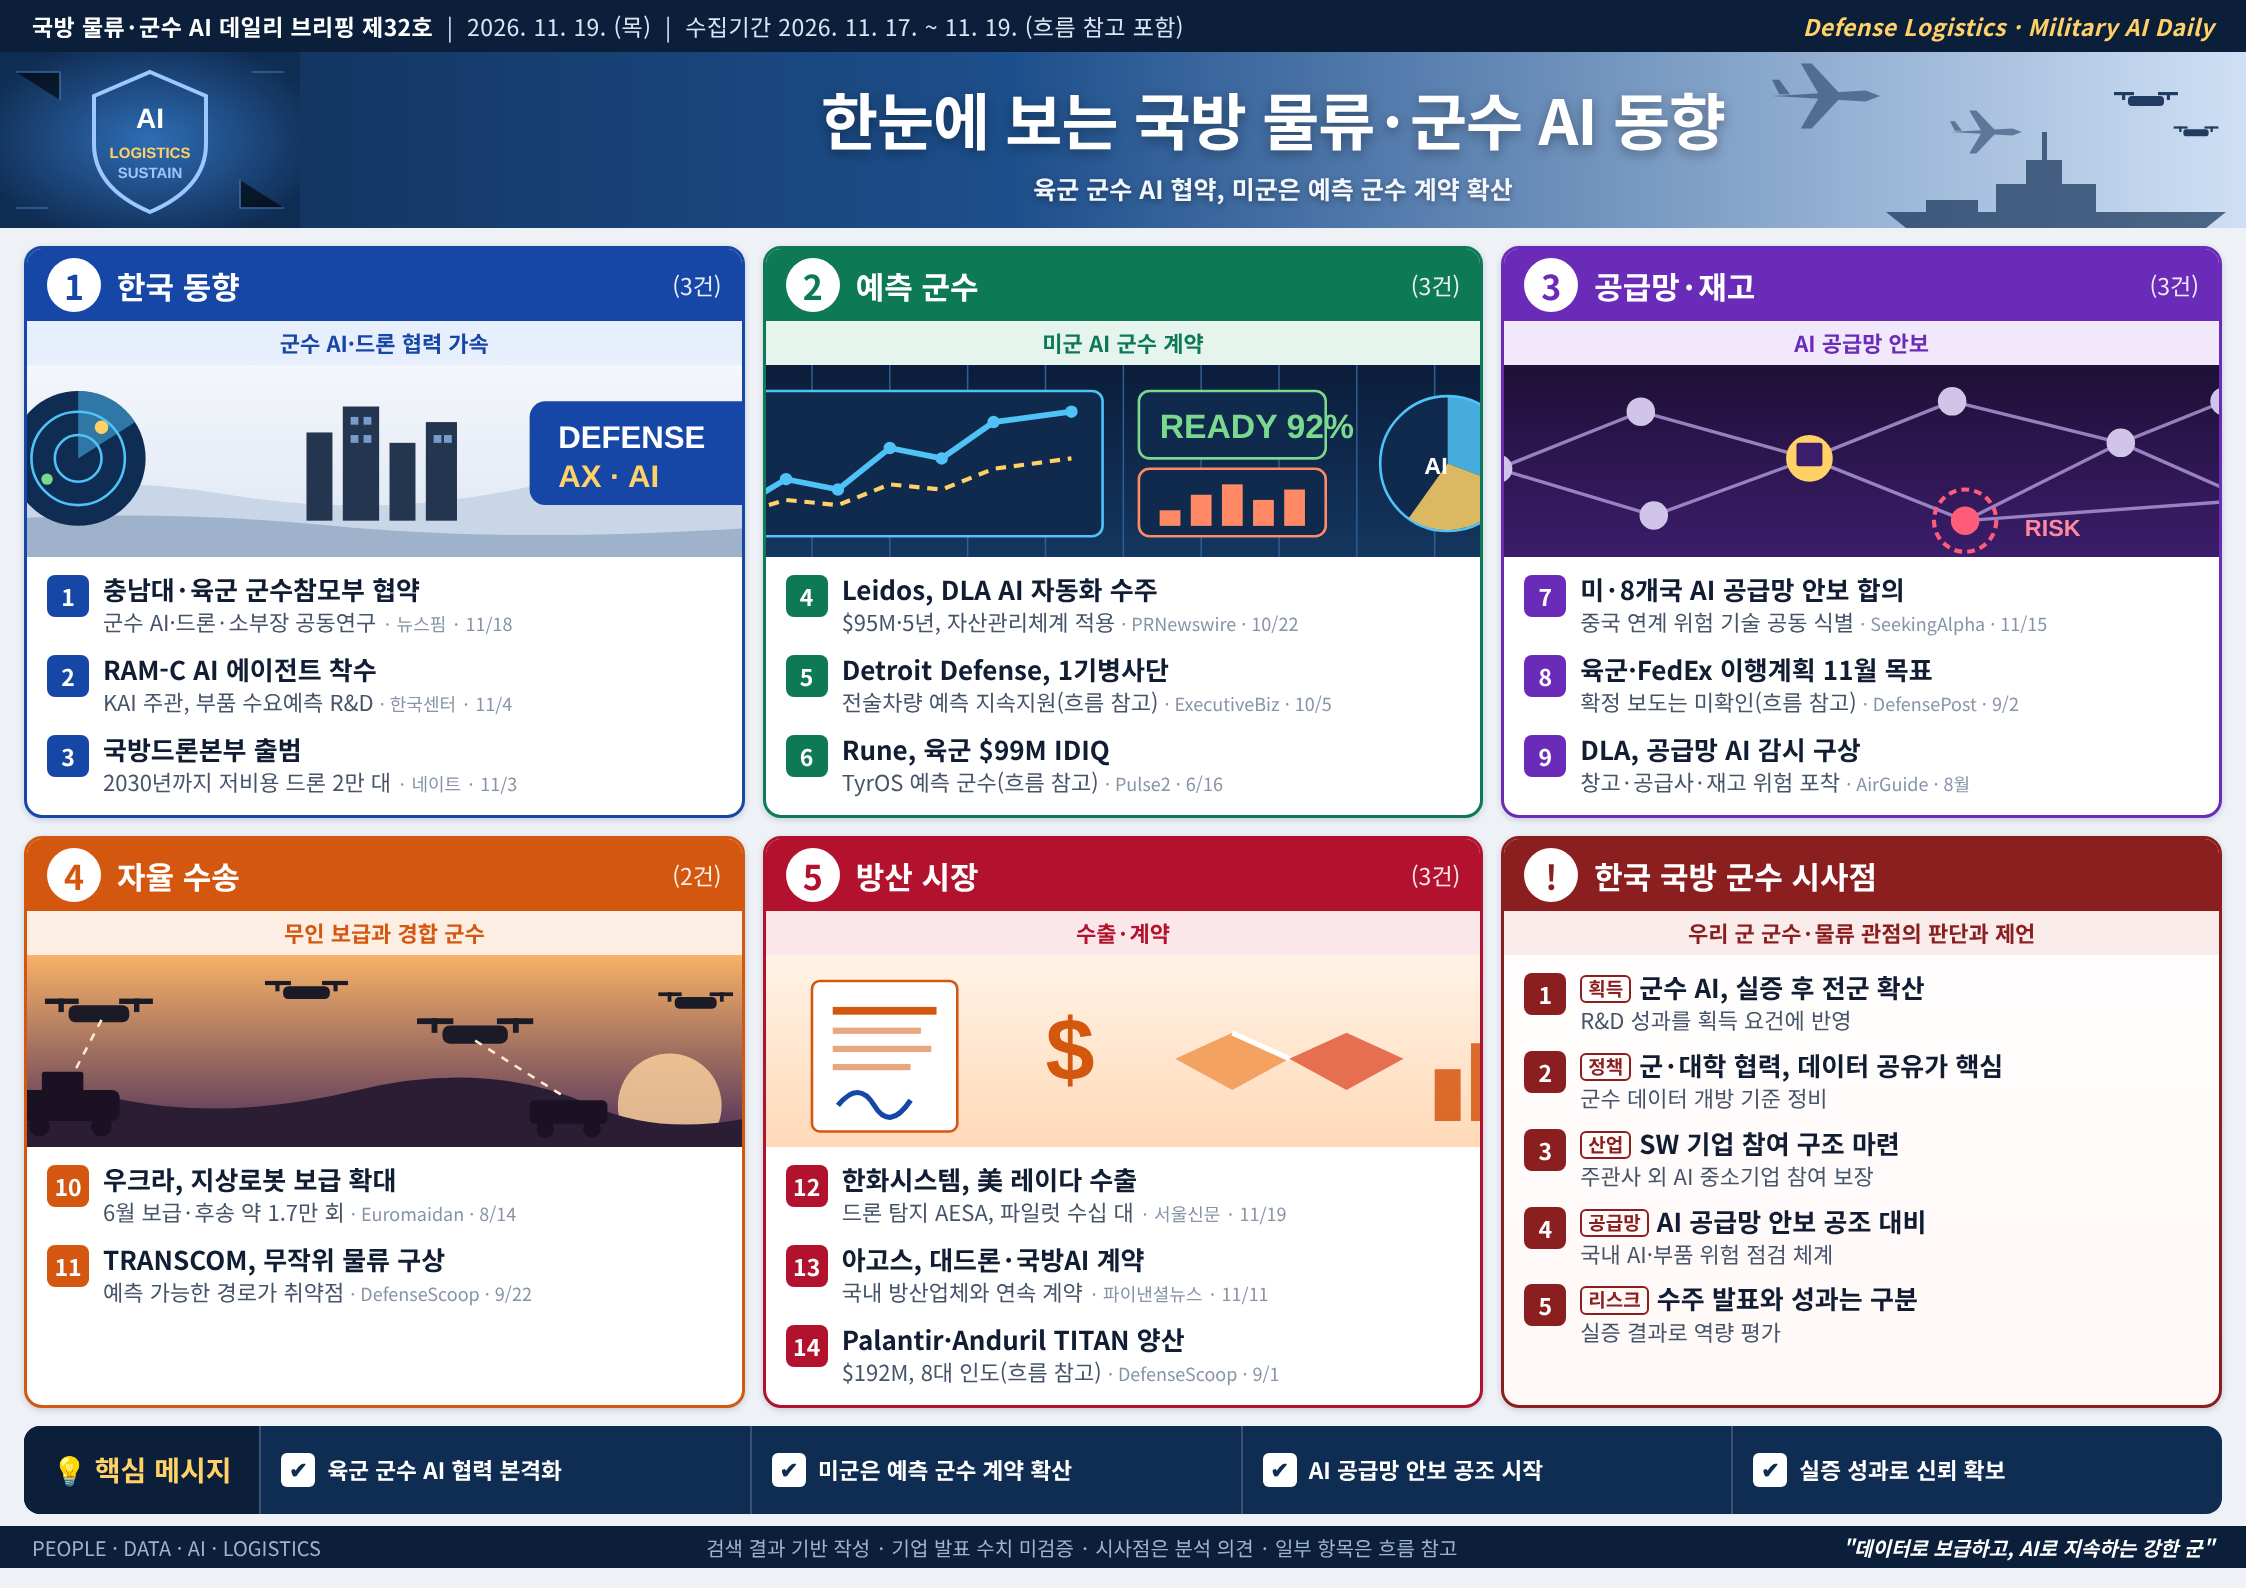 국방 물류·군수 AI 데일리 브리핑 제32호 | 2026. 11. 19. (목) | 수집기간 2026. 11. 17. ~ 11. 19. (흐름 참고 포함)
Defense Logistics · Military AI Daily
AI
LOGISTICS
SUSTAIN
한눈에 보는 국방 물류·군수 AI 동향
육군 군수 AI 협약, 미군은 예측 군수 계약 확산
1 한국 동향 (3건)
군수 AI·드론 협력 가속
DEFENSE
AX · AI
1 충남대·육군 군수참모부 협약
군수 AI·드론·소부장 공동연구 · 뉴스핌 · 11/18
2 RAM-C AI 에이전트 착수
KAI 주관, 부품 수요예측 R&D · 한국센터 · 11/4
3 국방드론본부 출범
2030년까지 저비용 드론 2만 대 · 네이트 · 11/3
2 예측 군수 (3건)
미군 AI 군수 계약
READY 92%
AI
4 Leidos, DLA AI 자동화 수주
$95M·5년, 자산관리체계 적용 · PRNewswire · 10/22
5 Detroit Defense, 1기병사단
전술차량 예측 지속지원(흐름 참고) · ExecutiveBiz · 10/5
6 Rune, 육군 $99M IDIQ
TyrOS 예측 군수(흐름 참고) · Pulse2 · 6/16
3 공급망·재고 (3건)
AI 공급망 안보
RISK
7 미·8개국 AI 공급망 안보 합의
중국 연계 위험 기술 공동 식별 · SeekingAlpha · 11/15
8 육군·FedEx 이행계획 11월 목표
확정 보도는 미확인(흐름 참고) · DefensePost · 9/2
9 DLA, 공급망 AI 감시 구상
창고·공급사·재고 위험 포착 · AirGuide · 8월
4 자율 수송 (2건)
무인 보급과 경합 군수
10 우크라, 지상로봇 보급 확대
6월 보급·후송 약 1.7만 회 · Euromaidan · 8/14
11 TRANSCOM, 무작위 물류 구상
예측 가능한 경로가 취약점 · DefenseScoop · 9/22
5 방산 시장 (3건)
수출·계약
$
12 한화시스템, 美 레이다 수출
드론 탐지 AESA, 파일럿 수십 대 · 서울신문 · 11/19
13 아고스, 대드론·국방AI 계약
국내 방산업체와 연속 계약 · 파이낸셜뉴스 · 11/11
14 Palantir·Anduril TITAN 양산
$192M, 8대 인도(흐름 참고) · DefenseScoop · 9/1
! 한국 국방 군수 시사점
우리 군 군수·물류 관점의 판단과 제언
1 획득 군수 AI, 실증 후 전군 확산
R&D 성과를 획득 요건에 반영
2 정책 군·대학 협력, 데이터 공유가 핵심
군수 데이터 개방 기준 정비
3 산업 SW 기업 참여 구조 마련
주관사 외 AI 중소기업 참여 보장
4 공급망 AI 공급망 안보 공조 대비
국내 AI·부품 위험 점검 체계
5 리스크 수주 발표와 성과는 구분
실증 결과로 역량 평가
💡 핵심 메시지
✔ 육군 군수 AI 협력 본격화
✔ 미군은 예측 군수 계약 확산
✔ AI 공급망 안보 공조 시작
✔ 실증 성과로 신뢰 확보
PEOPLE · DATA · AI · LOGISTICS
검색 결과 기반 작성 · 기업 발표 수치 미검증 · 시사점은 분석 의견 · 일부 항목은 흐름 참고
"데이터로 보급하고, AI로 지속하는 강한 군"